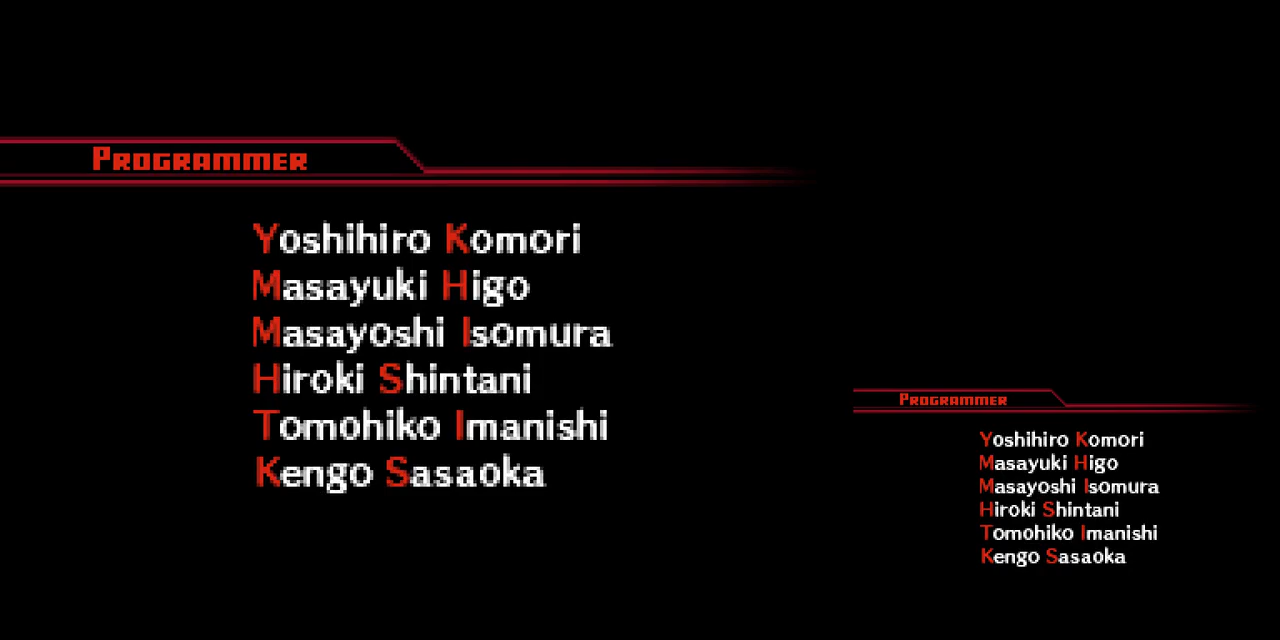 Programmer
Yoshihiro Komori
Masayuki Higo
Masayoshi Isomura
Hiroki Shintani
Tomohiko Imanishi
Kengo Sasaoka
Programmer
Yoshihiro Komori
Masayuki Higo
Masayoshi Isomura
Hiroki Shintani
Tomohiko Imanishi
Kengo Sasaoka